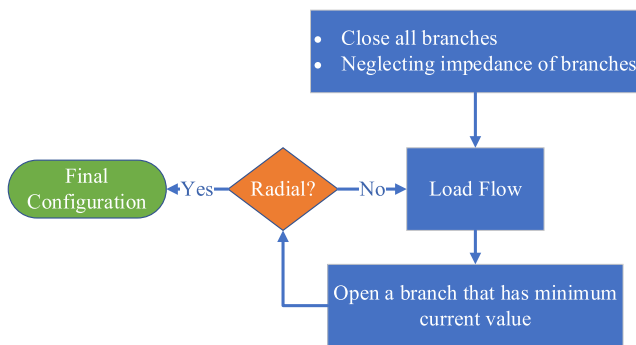 • Close all branches
• Neglecting impedance of branches
Final
Configuration
Yes
Radial?
No
Load Flow
Open a branch that has minimum
current value